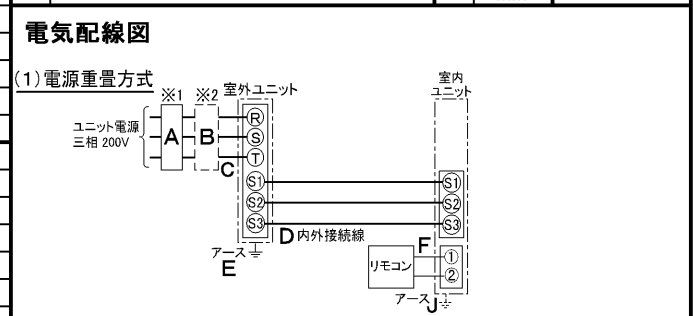 電気配線図
(1)電源重畳方式
※1 ※2 室外ユニット
室内
ユニット
ユニット電源
三相 200V
A B
R
S
T
C
S1 S1
S2 S2
S3 S3
D 内外接続線
アース
E
リモコン
F
1
2
アース J